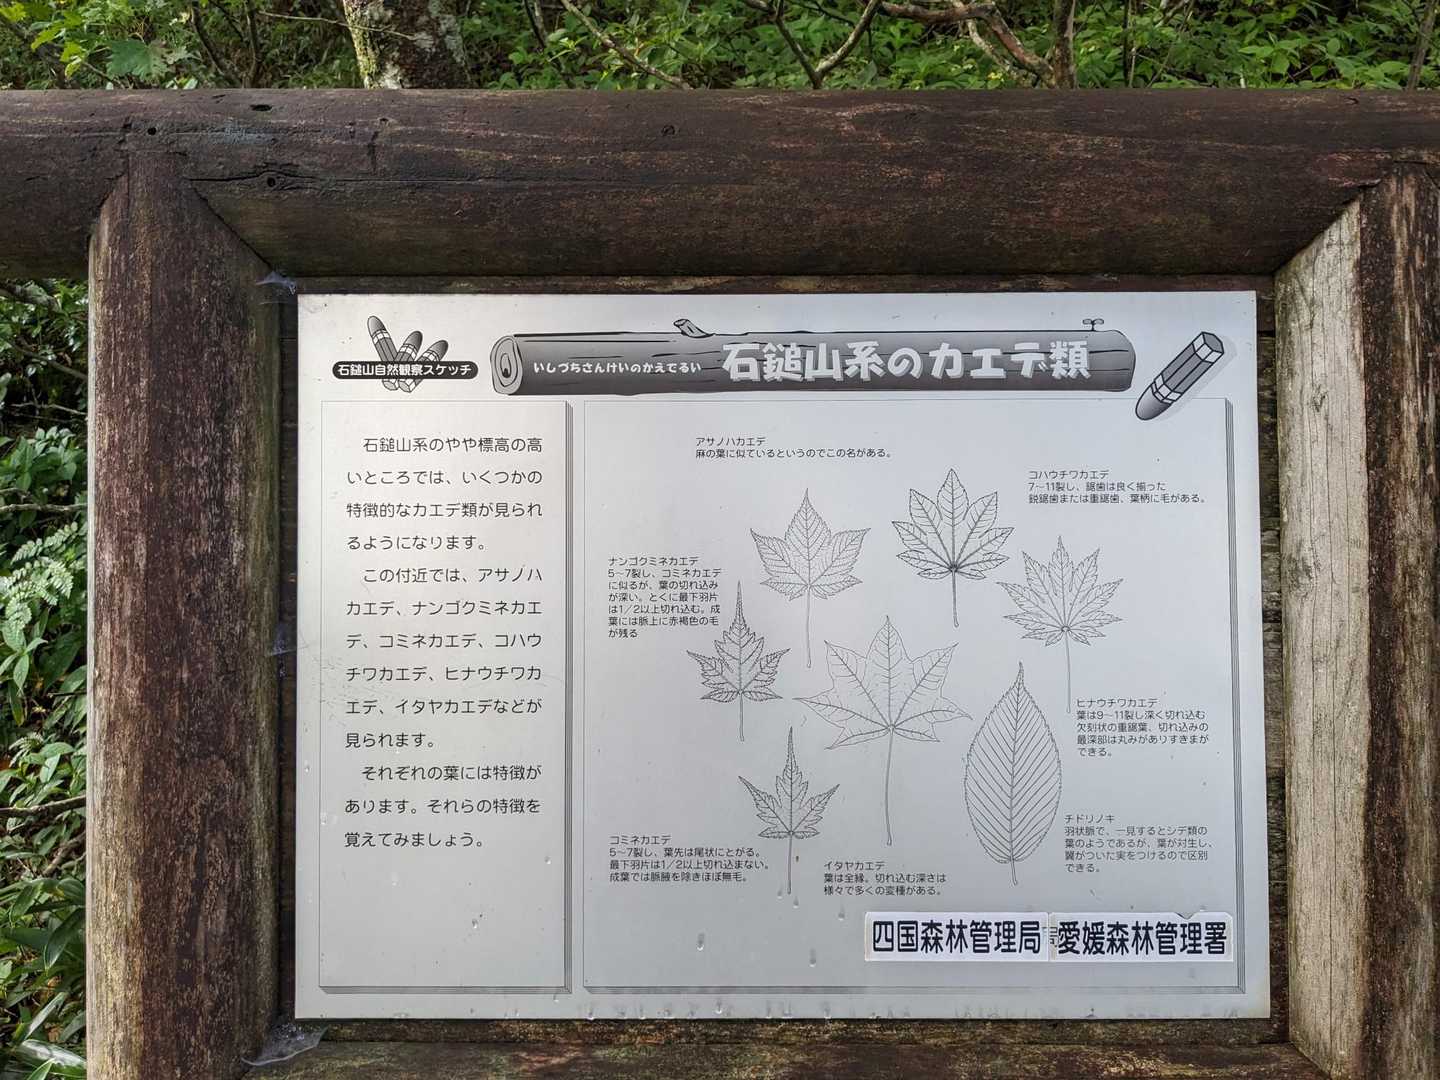 石鎚山自然観察スケッチ
いしづちさんけいのかえでるい 石鎚山系のカエデ類
石鎚山系のやや標高の高
いところでは、いくつかの
特徴的なカエデ類が見られ
るようになります。
この付近では、アサノハ
カエデ、ナンゴクミネカエ
デ、コミネカエデ、コハウ
チワカエデ、ヒナウチワカ
エデ、イタヤカエデなどが
見られます。
それぞれの葉には特徴が
あります。それらの特徴を
覚えてみましょう。
アサノハカエデ
麻の葉に似ているというのでこの名がある。
コハウチワカエデ
7〜11裂し、鋸歯は良く揃った
鋭鋸歯または重鋸歯、葉柄に毛がある。
ナンゴクミネカエデ
5〜7裂し、コミネカエデ
に似るが、葉の切れ込み
が深い。とくに最下羽片
は1/2以上切れ込む。成
葉には脈上に赤褐色の毛
が残る
ヒナウチワカエデ
葉は9〜11裂し深く切れ込む
欠刻状の重鋸葉、切れ込みの
最深部は丸みがありすきまが
できる。
チドリノキ
羽状脈で、一見するとシデ類の
葉のようであるが、葉が対生し、
翼がついた実をつけるので区別
できる。
コミネカエデ
5〜7裂し、葉先は尾状にとがる。
最下羽片は1/2以上切れ込まない。
成葉では脈腋を除きほぼ無毛。
イタヤカエデ
葉は全縁。切れ込む深さは
様々で多くの変種がある。
四国森林管理局 愛媛森林管理署